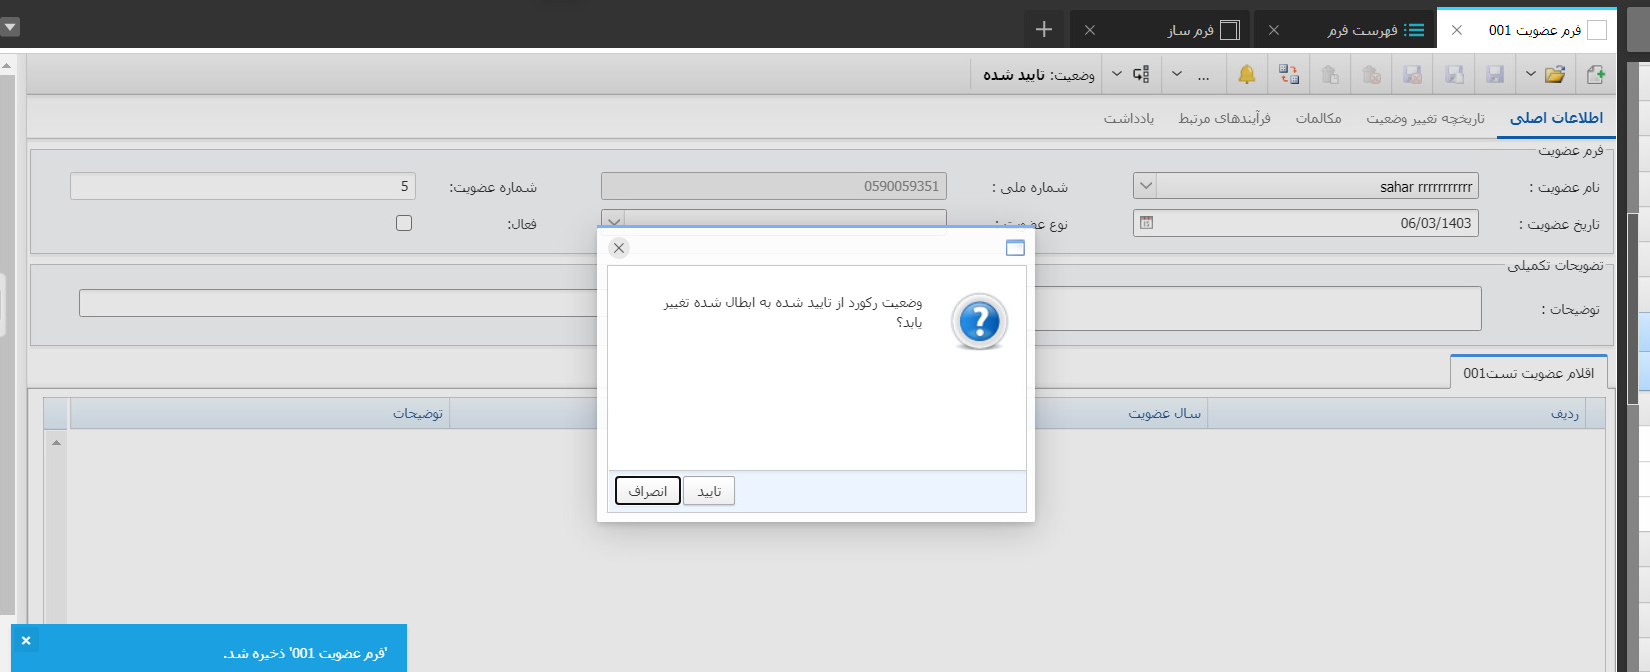 فرم عضویت 001
فهرست فرم
فرم ساز
...
وضعیت: تایید شده
اطلاعات اصلی
تاریخچه تغییر وضعیت
مکالمات
فرآیندهای مرتبط
یادداشت
فرم عضویت
نام عضویت :
sahar rrrrrrrrrrr
شماره ملی :
0590059351
شماره عضویت:
5
تاریخ عضویت :
06/03/1403
نوع عضویت :
فعال:
تضویحات تکمیلی
توضیحات :
وضعیت رکورد از تایید شده به ابطال شده تغییر
یابد؟
تایید
انصراف
اقلام عضویت تست001
ردیف
سال عضویت
توضیحات
'فرم عضویت 001' ذخیره شد.